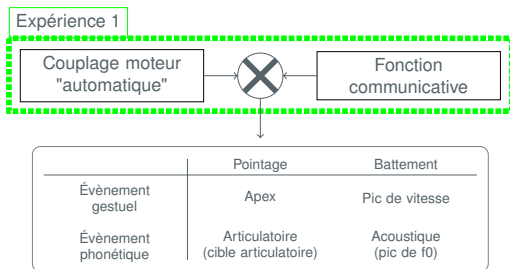 Expérience 1
Couplage moteur
"automatique"
Fonction
communicative
Pointage Battement
Évènement
gestuel
Apex Pic de vitesse
Évènement
phonétique
Articulatoire
(cible articulatoire)
Acoustique
(pic de f0)